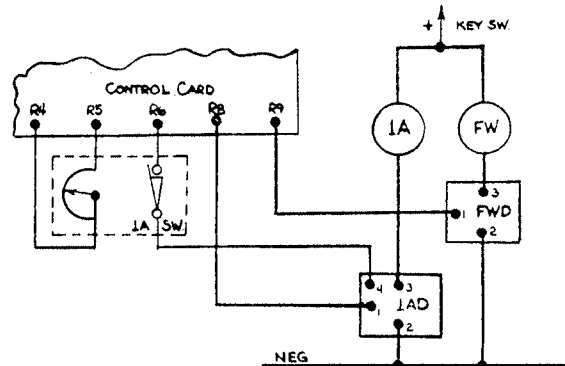 + KEY SW.
CONTROL CARD
R4 R5 R6 R8 R9
1A FW
3
1 FWD
2
1A SW.
4 3
1 1AD
2
NEG